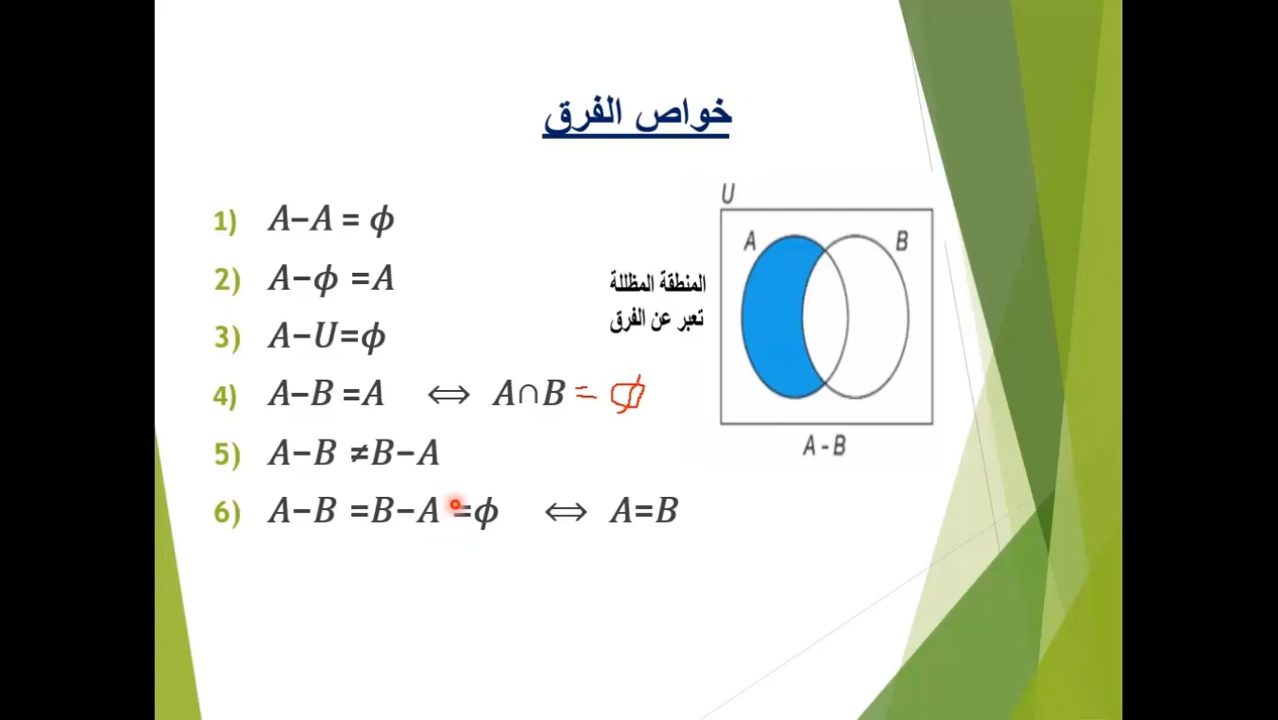 خواص الفرق
1) A−A = ϕ
2) A−ϕ =A
3) A−U=ϕ
4) A−B =A ⇔ A∩B = ϕ
5) A−B ≠B−A
6) A−B =B−A =ϕ ⇔ A=B
المنطقة المظللة
تعبر عن الفرق
U
A B
A - B